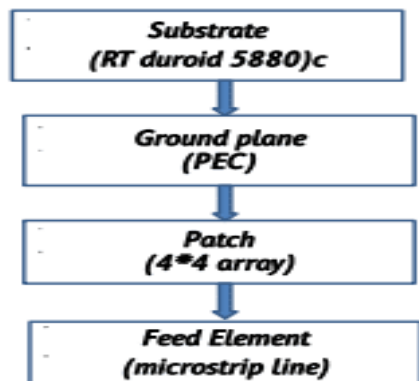 Substrate
(RT duroid 5880)c
Ground plane
(PEC)
Patch
(4*4 array)
Feed Element
(microstrip line)